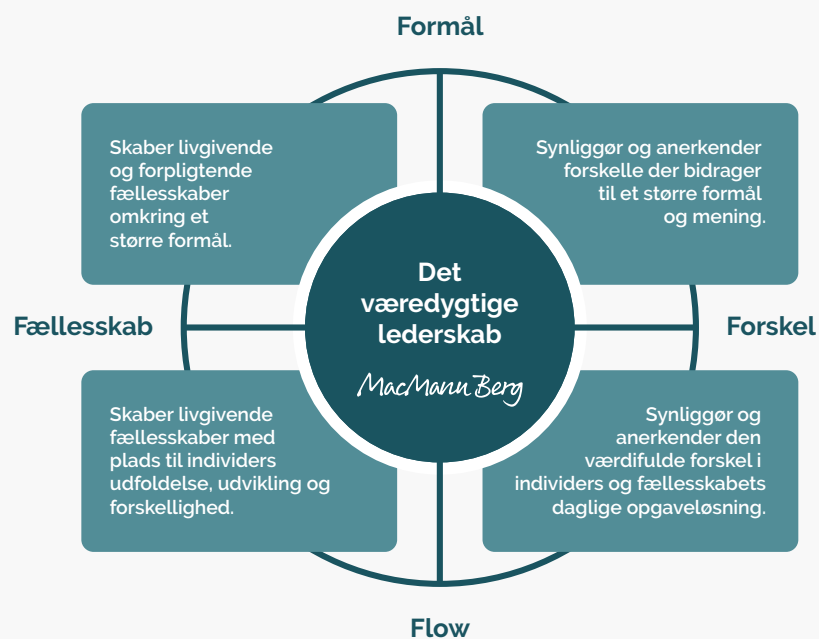 Formål
Skaber livgivende
og forpligtende
fællesskaber
omkring et
større formål.
Synliggør og anerkender
forskelle der bidrager
til et større formål
og mening.
Fællesskab
Det
væredygtige
lederskab
MacMann Berg
Forskel
Skaber livgivende
fællesskaber med
plads til individers
udfoldelse, udvikling og
forskellighed.
Synliggør og
anerkender den
værdifulde forskel i
individers og fællesskabets
daglige opgaveløsning.
Flow